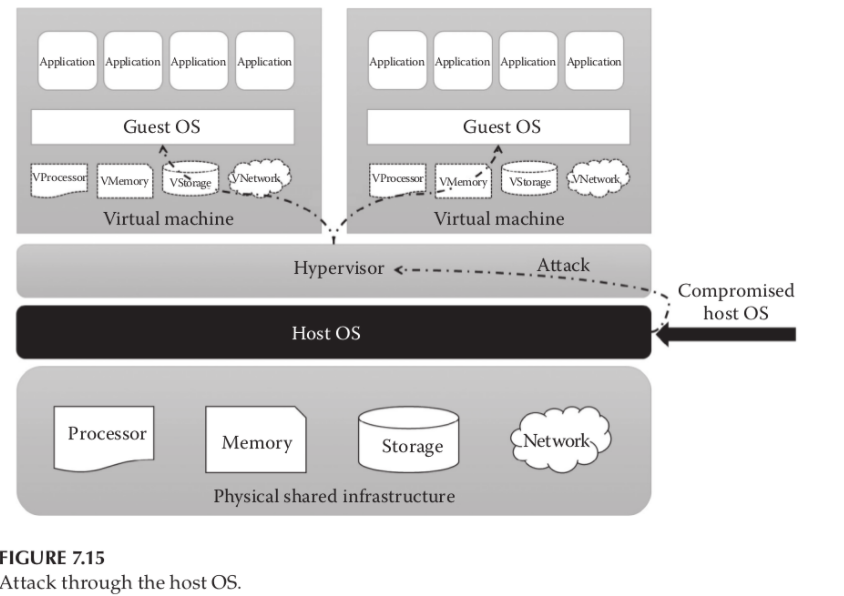 Application Application Application Application
Application Application Application Application
Guest OS
Guest OS
VProcessor VMemory VStorage VNetwork
VProcessor VMemory VStorage VNetwork
Virtual machine
Virtual machine
Hypervisor
Attack
Compromised
host OS
Host OS
Processor
Memory
Storage
Network
Physical shared infrastructure
FIGURE 7.15
Attack through the host OS.